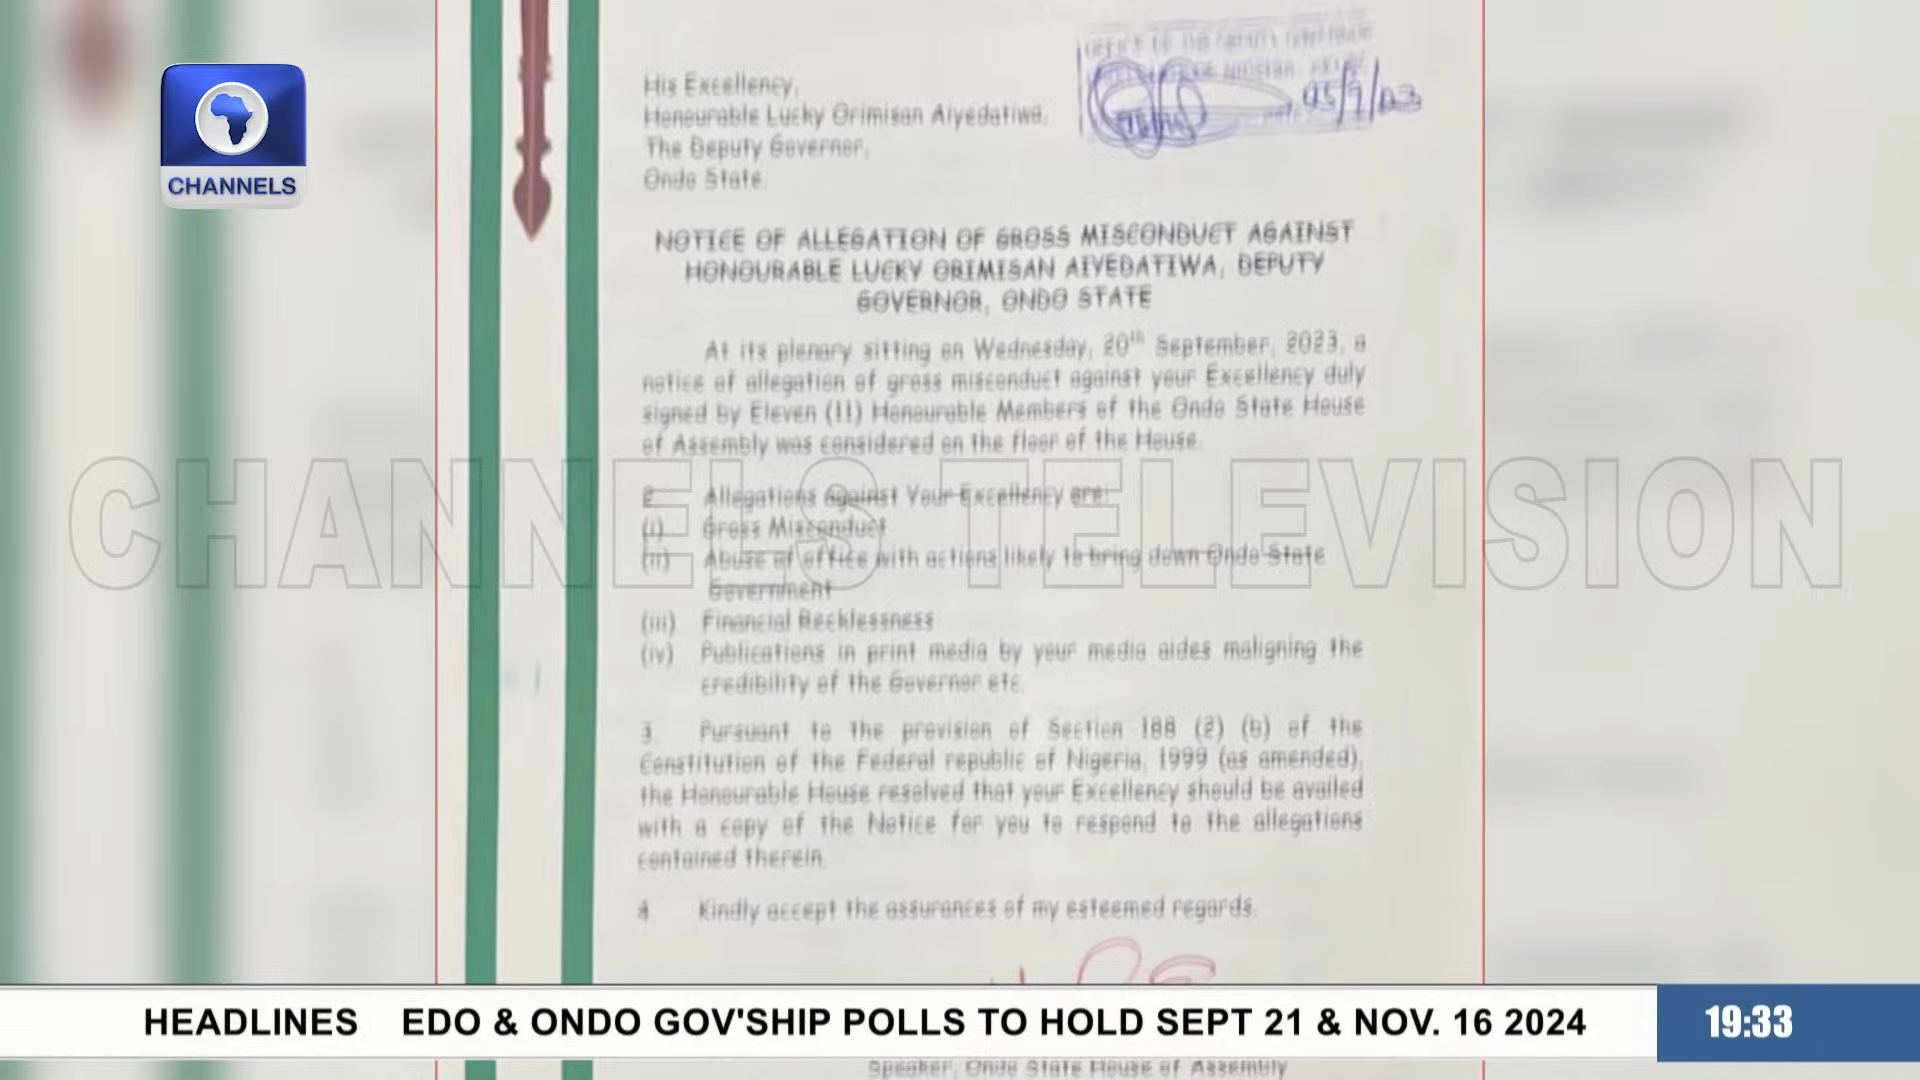 CHANNELS
His Excellency,
Honourable Lucky Orimisan Aiyedatiwa,
The Deputy Governor,
Ondo State.
OFFICE OF THE DEPUTY GOVERNOR
NOTICE OF ALLEGATION OF GROSS MISCONDUCT AGAINST
HONOURABLE LUCKY ORIMISAN AIYEDATIWA, DEPUTY
GOVERNOR, ONDO STATE
At its plenary sitting on Wednesday, 20th September, 2023, a
notice of allegation of gross misconduct against your Excellency duly
signed by Eleven (11) Honourable Members of the Ondo State House
of Assembly was considered on the floor of the House.
2. Allegations against Your Excellency are:
(i) Gross Misconduct
(ii) Abuse of office with actions likely to bring down Ondo State
Government
(iii) Financial Recklessness
(iv) Publications in print media by your media aides maligning the
credibility of the Governor etc.
3. Pursuant to the provision of Section 188 (2) (b) of the
Constitution of the Federal republic of Nigeria, 1999 (as amended),
the Honourable House resolved that your Excellency should be availed
with a copy of the Notice for you to respond to the allegations
contained therein.
4. Kindly accept the assurances of my esteemed regards.
CHANNELS TELEVISION
HEADLINES EDO & ONDO GOV'SHIP POLLS TO HOLD SEPT 21 & NOV. 16 2024
19:33
Speaker, Ondo State House of Assembly